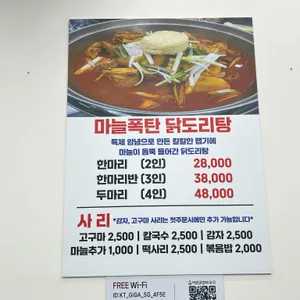 마늘폭탄 닭도리탕
특제 양념으로 만든 칼칼한 맵기에
마늘이 듬뿍 들어간 닭도리탕
한마리 (2인) 28,000
한마리반 (3인) 38,000
두마리 (4인) 48,000
사리 *감자, 고구마 사리는 첫주문시에만 추가 가능합니다*
고구마 2,500 | 칼국수 2,500 | 감자 2,500
마늘추가 1,000 | 떡사리 2,500 | 볶음밥 2,000
FREE Wi-Fi
ID:KT_GiGA_5G_4F5E